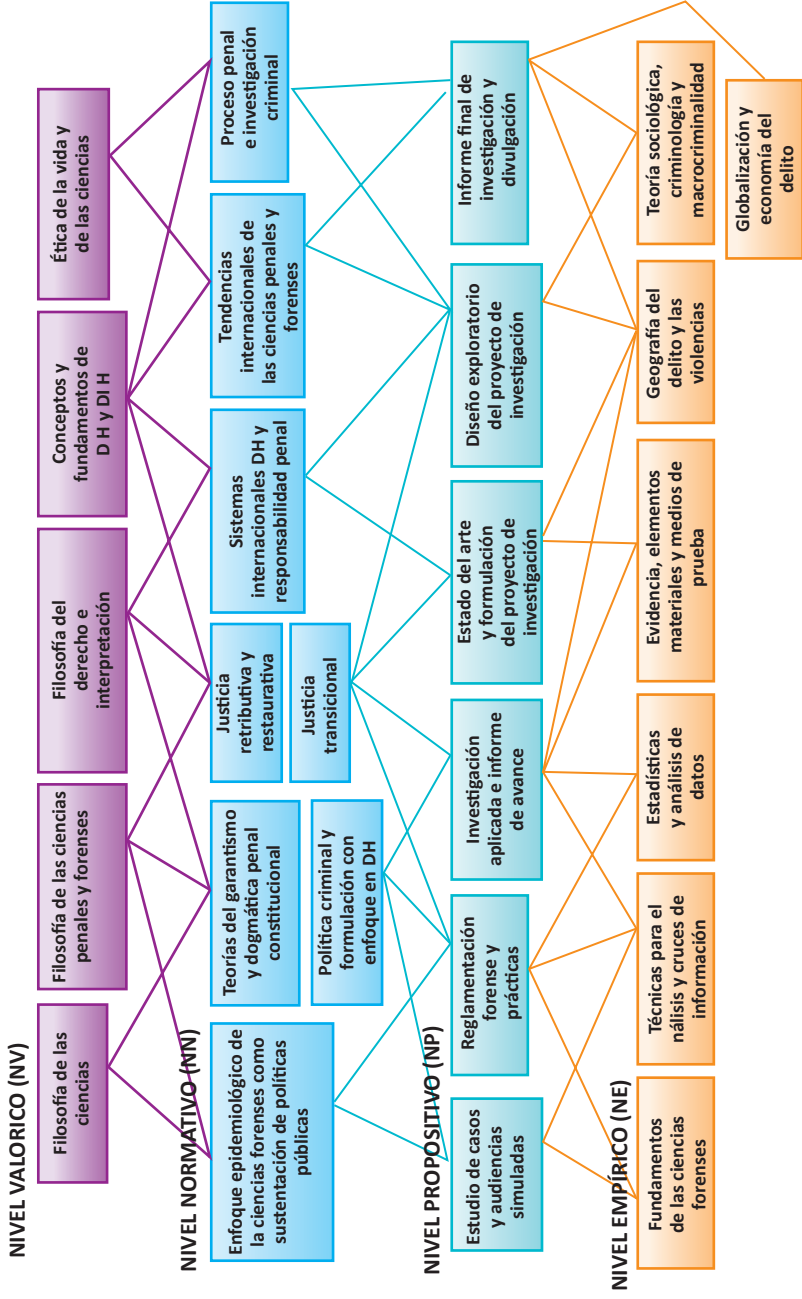 NIVEL VALORICO (NV)
Filosofía de las
ciencias
Filosofía de las ciencias
penales y forenses
Filosofía del
derecho e
interpretación
Conceptos y
fundamentos de
D H y DI H
Ética de la vida y
de las ciencias
NIVEL NORMATIVO (NN)
Enfoque epidemiológico de
la ciencias forenses como
sustentación de políticas
públicas
Teorías del garantismo
y dogmática penal
constitucional
Política criminal y
formulación con
enfoque en DH
Justicia
retributiva y
restaurativa
Justicia
transicional
Sistemas
internacionales DH y
responsabilidad penal
Tendencias
internacionales de
las ciencias penales y
forenses
Proceso penal
e investigación
criminal
NIVEL PROPOSITIVO (NP)
Estudio de casos
y audiencias
simuladas
Reglamentación
forense y
prácticas
Investigación
aplicada e informe
de avance
Estado del arte
y formulación
del proyecto de
investigación
Diseño exploratorio
del proyecto de
investigación
Informe final de
investigación y
divulgación
NIVEL EMPÍRICO (NE)
Fundamentos
de las ciencias
forenses
Técnicas para el
nálisis y cruces de
información
Estadísticas
y análisis de
datos
Evidencia, elementos
materiales y medios de
prueba
Geografía del
delito y las
violencias
Teoría sociológica,
criminología y
macrocriminalidad
Globalización y
economía del
delito